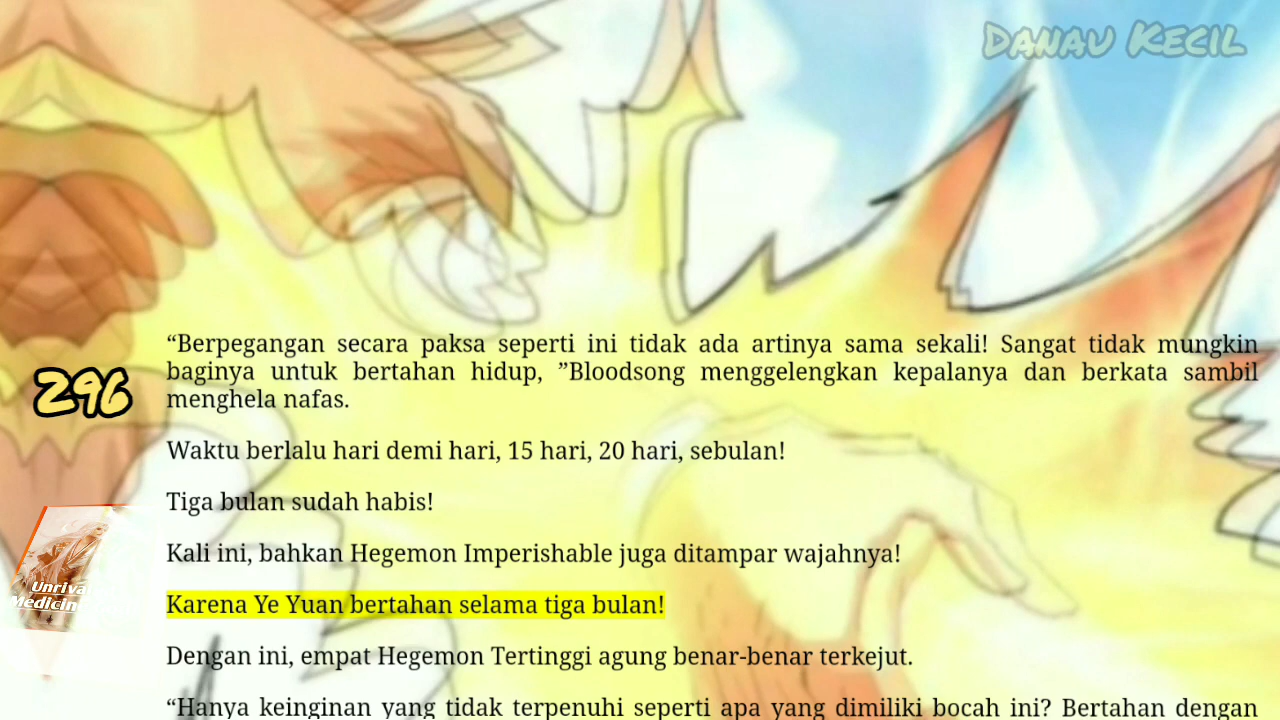 Danau Kecil
“Berpegangan secara paksa seperti ini tidak ada artinya sama sekali! Sangat tidak mungkin
baginya untuk bertahan hidup, ”Bloodsong menggelengkan kepalanya dan berkata sambil
menghela nafas.
296
Waktu berlalu hari demi hari, 15 hari, 20 hari, sebulan!
Tiga bulan sudah habis!
Kali ini, bahkan Hegemon Imperishable juga ditampar wajahnya!
Unriva
Medicin
Karena Ye Yuan bertahan selama tiga bulan!
Dengan ini, empat Hegemon Tertinggi agung benar-benar terkejut.
“Hanya keinginan yang tidak terpenuhi seperti apa yang dimiliki bocah ini? Bertahan dengan